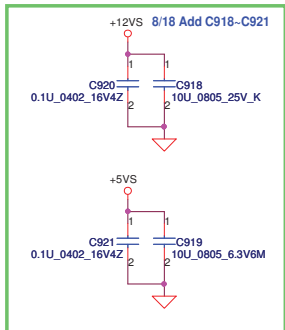 +12VS 8/18 Add C918~C921
1 1
C920 C918
0.1U_0402_16V4Z 10U_0805_25V_K
2 2
+5VS
1 1
C921 C919
0.1U_0402_16V4Z 10U_0805_6.3V6M
2 2